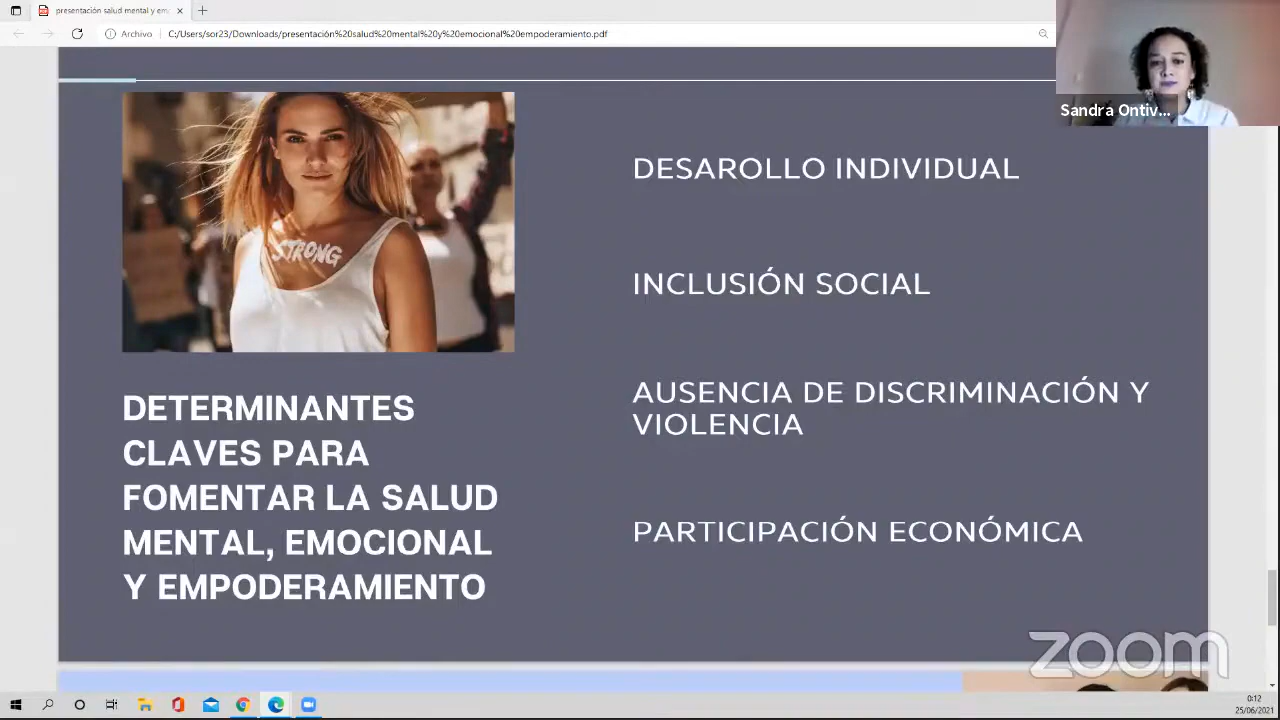 presentación salud mental y em
Archivo
C:/Users/sor23/Downloads/presentación%20salud%20mental%20y%20emocional%20empoderamiento.pdf
Sandra Ontiv...
STRONG
DETERMINANTES
CLAVES PARA
FOMENTAR LA SALUD
MENTAL, EMOCIONAL
Y EMPODERAMIENTO
DESAROLLO INDIVIDUAL
INCLUSIÓN SOCIAL
AUSENCIA DE DISCRIMINACIÓN Y
VIOLENCIA
PARTICIPACIÓN ECONÓMICA
zoom
0:12
25/06/2021